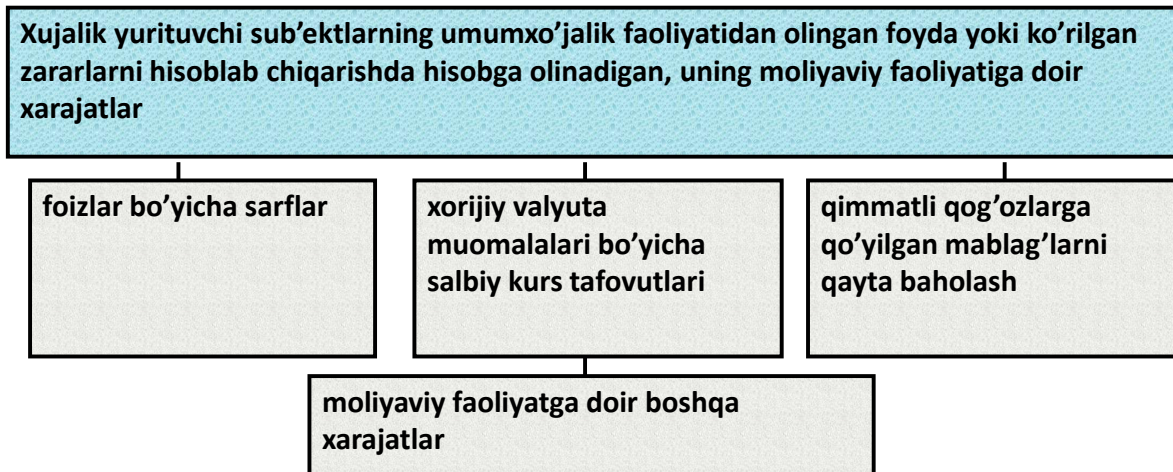 Xujalik yurituvchi sub’ektlarning umumxo’jalik faoliyatidan olingan foyda yoki ko’rilgan
zararlarni hisoblab chiqarishda hisobga olinadigan, uning moliyaviy faoliyatiga doir
xarajatlar
foizlar bo’yicha sarflar
xorijiy valyuta
muomalalari bo’yicha
salbiy kurs tafovutlari
qimmatli qog’ozlarga
qo’yilgan mablag’larni
qayta baholash
moliyaviy faoliyatga doir boshqa
xarajatlar